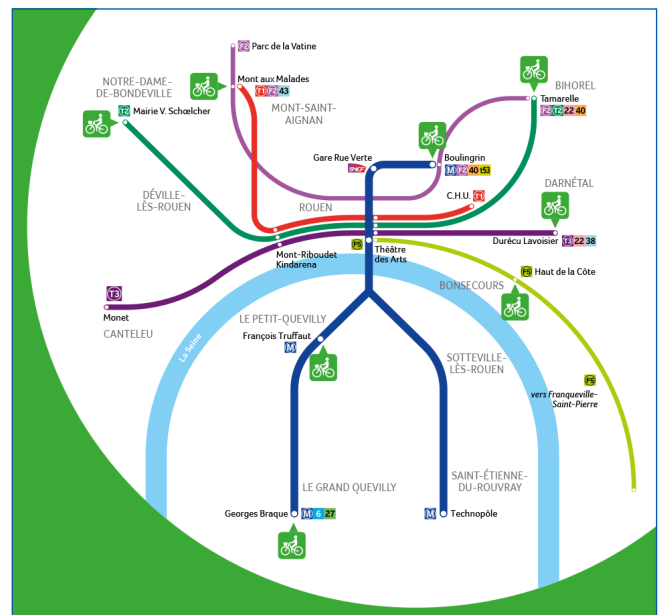 F2 Parc de la Vatine
NOTRE-DAME-
DE-BONDEVILLE
Mont aux Malades
T1 F2 43
MONT-SAINT-
AIGNAN
BIHOREL
Tamarelle
F2 T2 22 40
T2 Mairie V. Schœlcher
Gare Rue Verte
SNCF
Boulingrin
M F2 40 t53
DÉVILLE-
LÈS-ROUEN
ROUEN
C.H.U. T1
DARNÉTAL
Durécu Lavoisier T3 22 38
Mont-Riboudet
Kindarena
F5
Théâtre
des Arts
T3
Monet
CANTELEU
F5 Haut de la Côte
BONSECOURS
La Seine
LE PETIT-QUEVILLY
François Truffaut
M
SOTTEVILLE-
LÈS-ROUEN
F5
vers Franqueville-
Saint-Pierre
LE GRAND QUEVILLY
SAINT-ÉTIENNE-
DU-ROUVRAY
Georges Braque M 6 27
M Technopôle